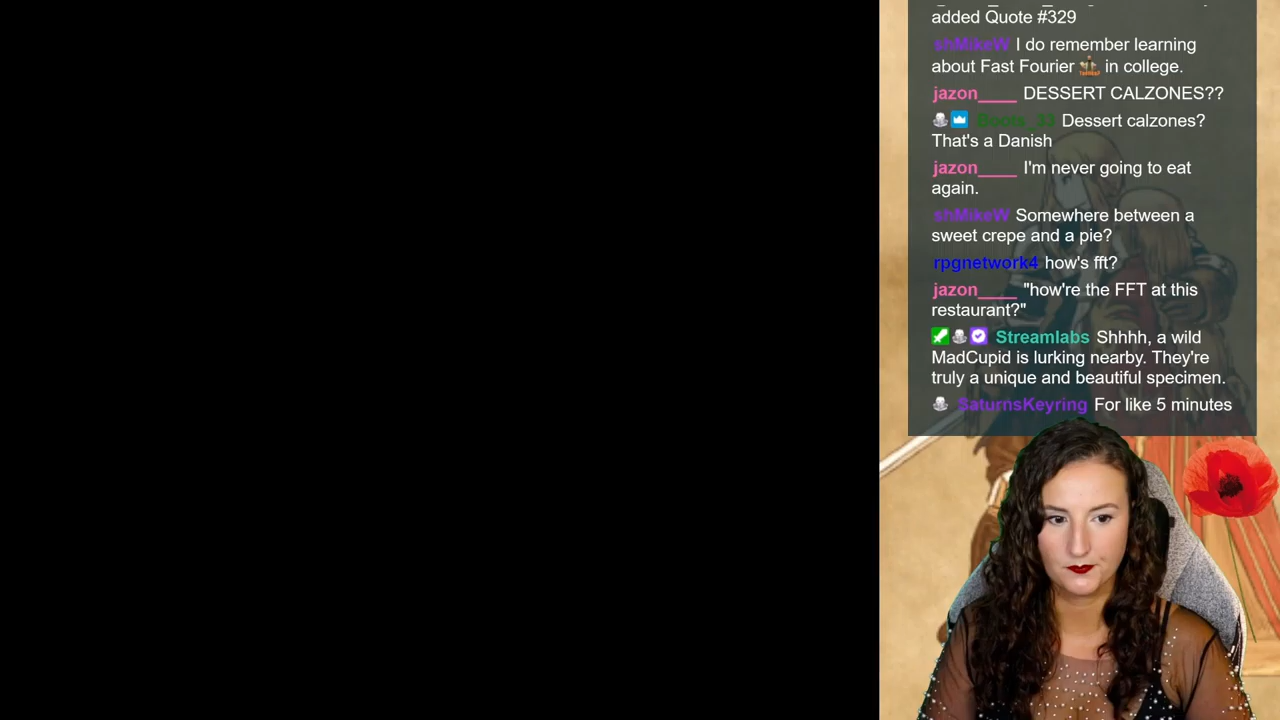 added Quote #329
shMikeW I do remember learning
about Fast Fourier in college.
jazon____ DESSERT CALZONES??
Boots_33 Dessert calzones?
That's a Danish
jazon____ I'm never going to eat
again.
shMikeW Somewhere between a
sweet crepe and a pie?
rpgnetwork4 how's fft?
jazon____ "how're the FFT at this
restaurant?"
Streamlabs Shhhh, a wild
MadCupid is lurking nearby. They're
truly a unique and beautiful specimen.
SaturnsKeyring For like 5 minutes